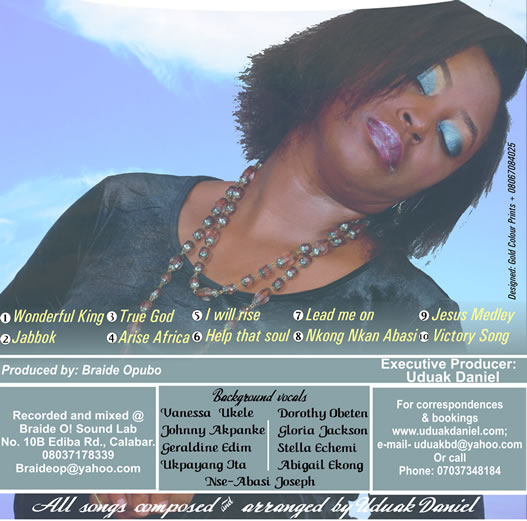 Designed: Gold Colour Prints + 08067084025
1 Wonderful King
2 Jabbok
3 True God
4 Arise Africa
5 I will rise
6 Help that soul
7 Lead me on
8 Nkong Nkan Abasi
9 Jesus Medley
10 Victory Song
Produced by: Braide Opubo
Executive Producer:
Uduak Daniel
Recorded and mixed @
Braide O! Sound Lab
No. 10B Ediba Rd., Calabar.
08037178339
Braideop@yahoo.com
Background vocals
Vanessa Ukele
Johnny Akpanke
Geraldine Edim
Ukpayang Ita
Dorothy Obeten
Gloria Jackson
Stella Echemi
Abigail Ekong
Nse-Abasi Joseph
For correspondences
& bookings
www.uduakdaniel.com;
e-mail- uduakbd@yahoo.com
Or call
Phone: 07037348184
All songs composed and arranged by Uduak Daniel